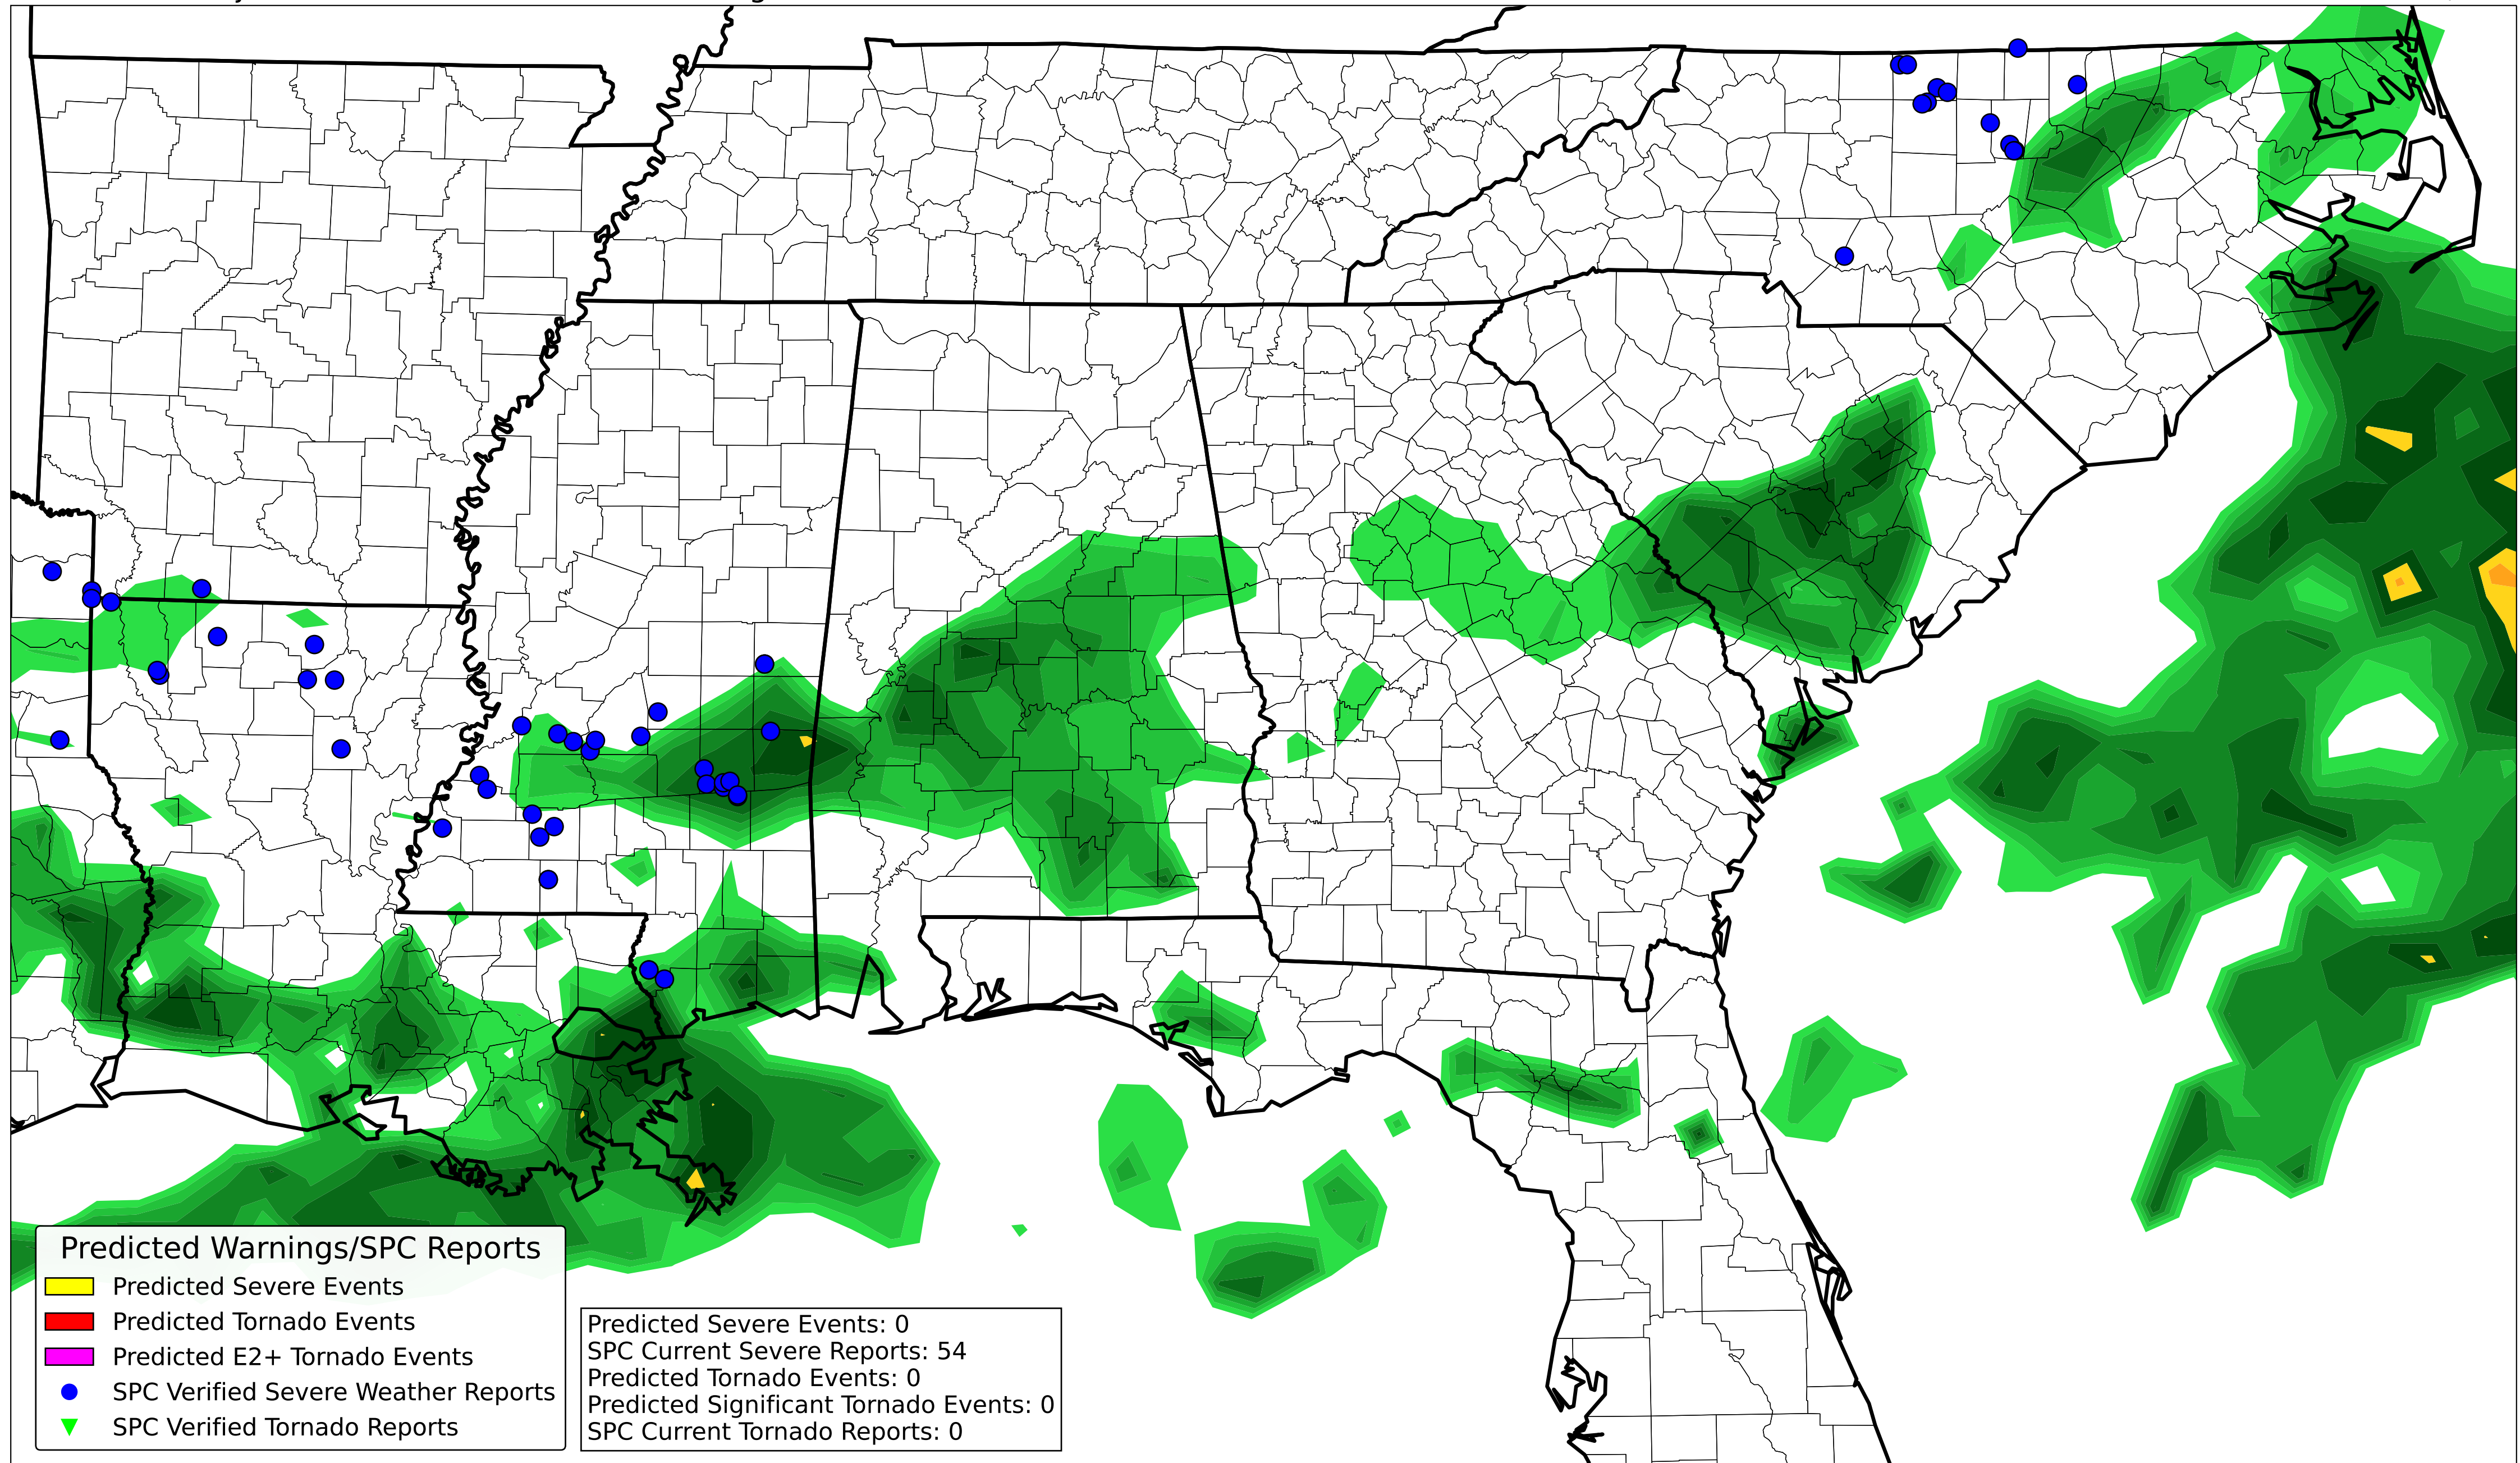 Predicted Warnings/SPC Reports
Predicted Severe Events
Predicted Tornado Events
Predicted E2+ Tornado Events
SPC Verified Severe Weather Reports
SPC Verified Tornado Reports
Predicted Severe Events: 0
SPC Current Severe Reports: 54
Predicted Tornado Events: 0
Predicted Significant Tornado Events: 0
SPC Current Tornado Reports: 0